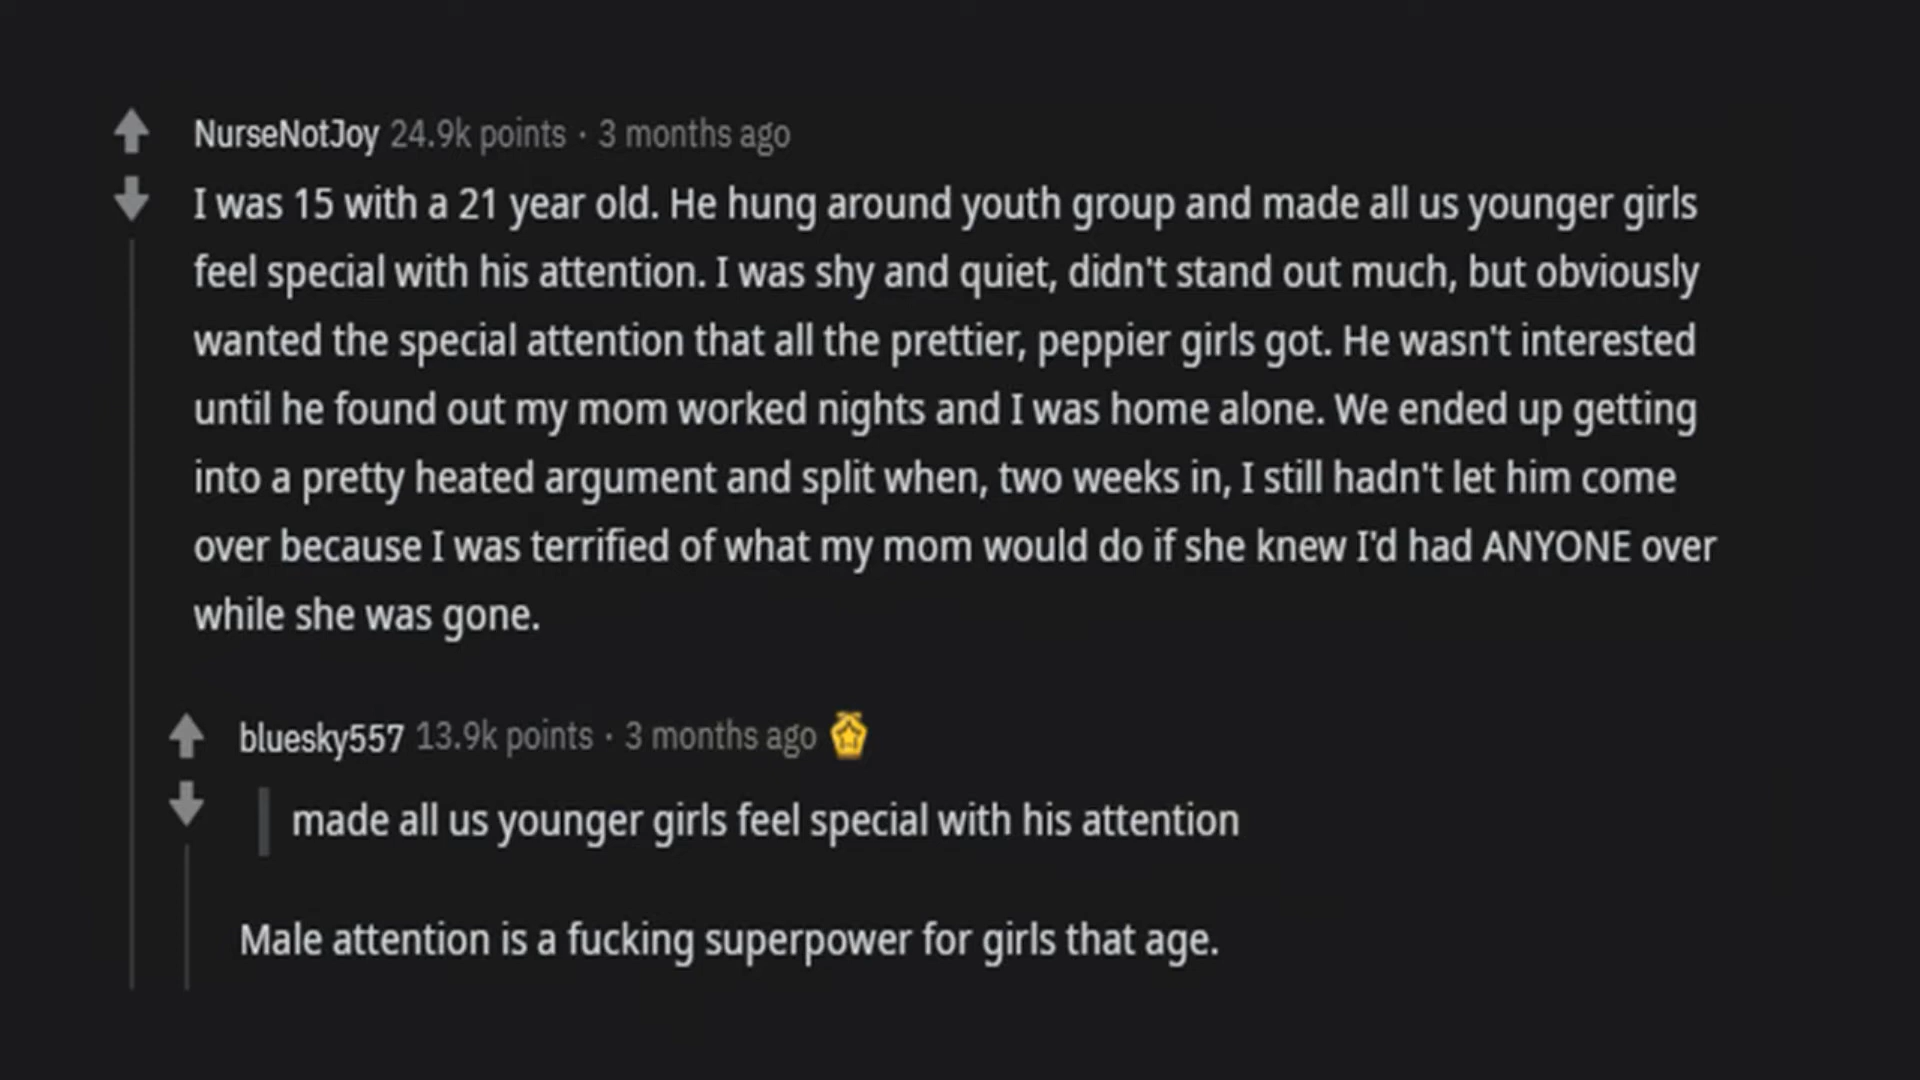 NurseNotJoy 24.9k points · 3 months ago
I was 15 with a 21 year old. He hung around youth group and made all us younger girls
feel special with his attention. I was shy and quiet, didn't stand out much, but obviously
wanted the special attention that all the prettier, peppier girls got. He wasn't interested
until he found out my mom worked nights and I was home alone. We ended up getting
into a pretty heated argument and split when, two weeks in, I still hadn't let him come
over because I was terrified of what my mom would do if she knew I'd had ANYONE over
while she was gone.
bluesky557 13.9k points · 3 months ago
made all us younger girls feel special with his attention
Male attention is a fucking superpower for girls that age.